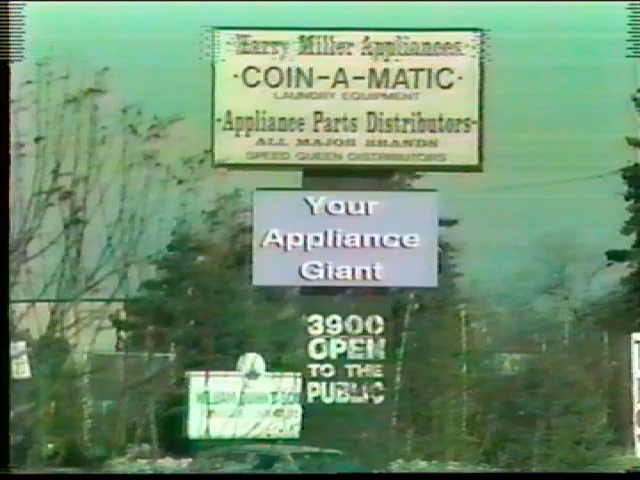 Harry Miller Appliances
·COIN-A-MATIC·
LAUNDRY EQUIPMENT
·Appliance Parts Distributors·
ALL MAJOR BRANDS
SPEED QUEEN DISTRIBUTORS
Your
Appliance
Giant
3900
OPEN
TO THE
PUBLIC
WILLIAM